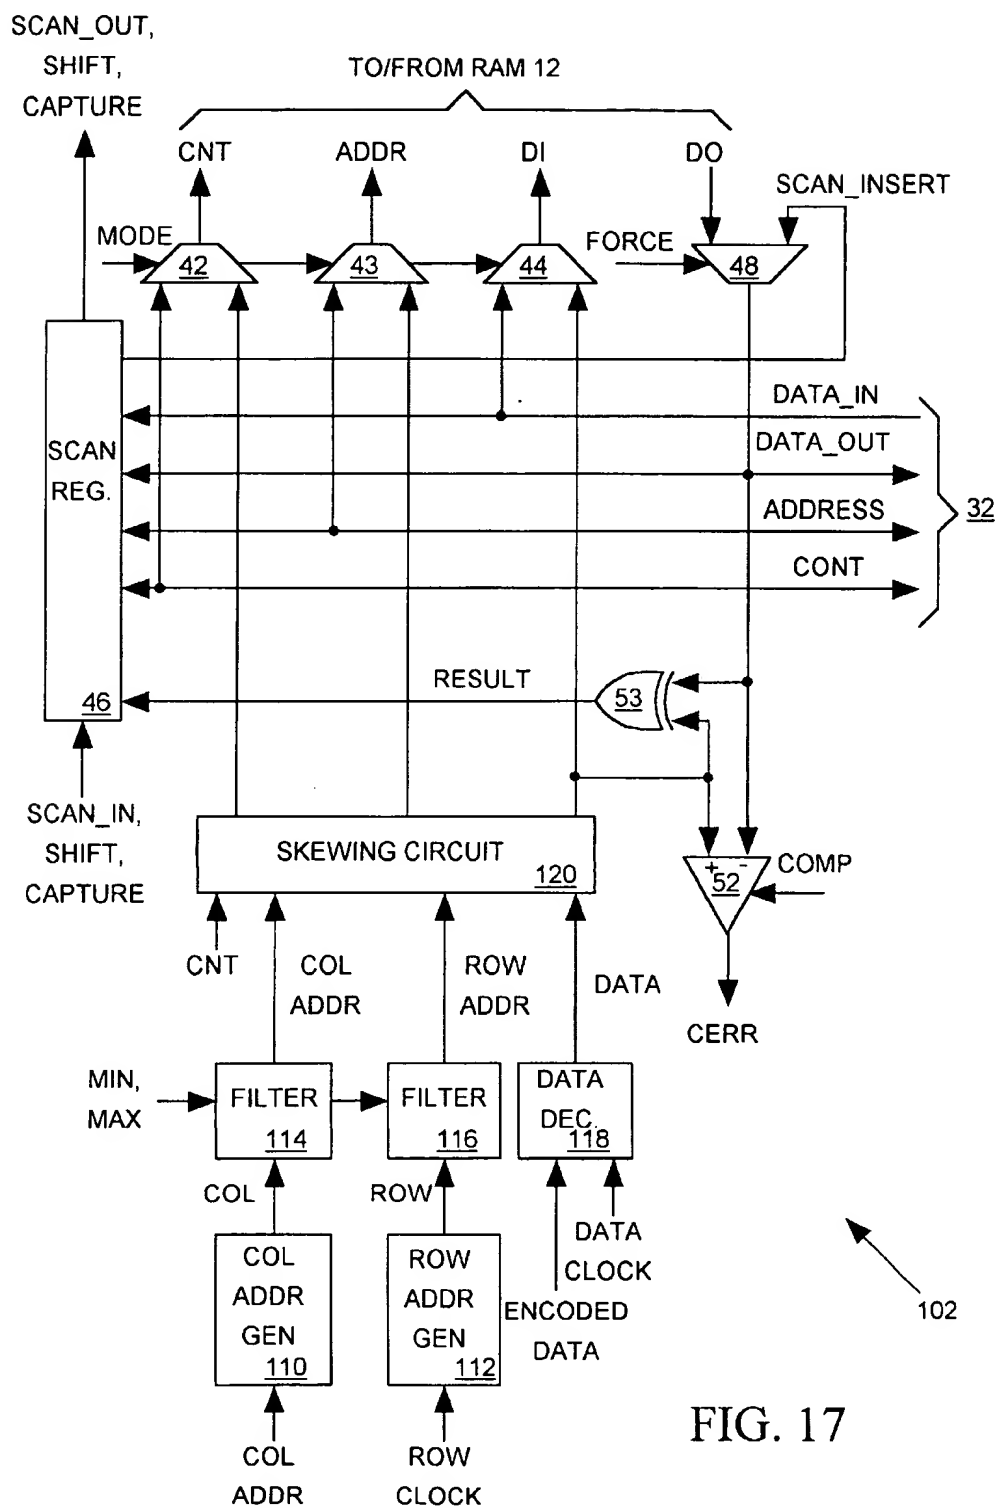 SCAN_OUT,
SHIFT,
CAPTURE
TO/FROM RAM 12
CNT
ADDR
DI
DO
SCAN_INSERT
MODE
FORCE
42
43
44
48
DATA_IN
SCAN
REG.
DATA_OUT
ADDRESS
32
CONT
RESULT
53
46
SCAN_IN,
SHIFT,
CAPTURE
SKEWING CIRCUIT
120
+ -
52
COMP
CNT
COL
ADDR
ROW
ADDR
DATA
CERR
MIN,
MAX
FILTER
114
FILTER
116
DATA
DEC.
118
COL
ROW
DATA
CLOCK
COL
ADDR
GEN
110
ROW
ADDR
GEN
112
ENCODED
DATA
102
COL
ADDR
ROW
CLOCK
FIG. 17